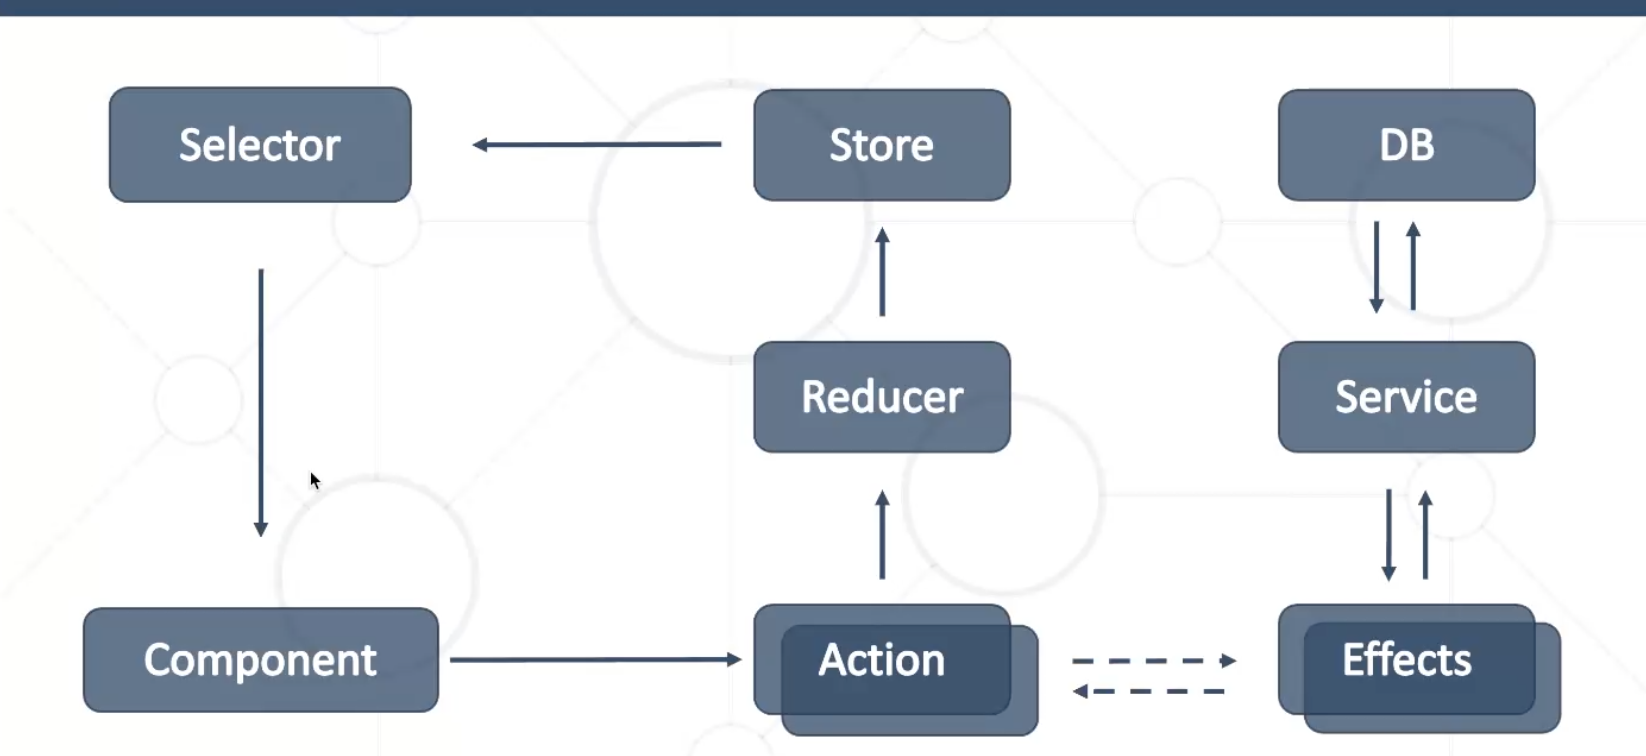 Selector
Store
DB
Reducer
Service
Component
Action
Effects